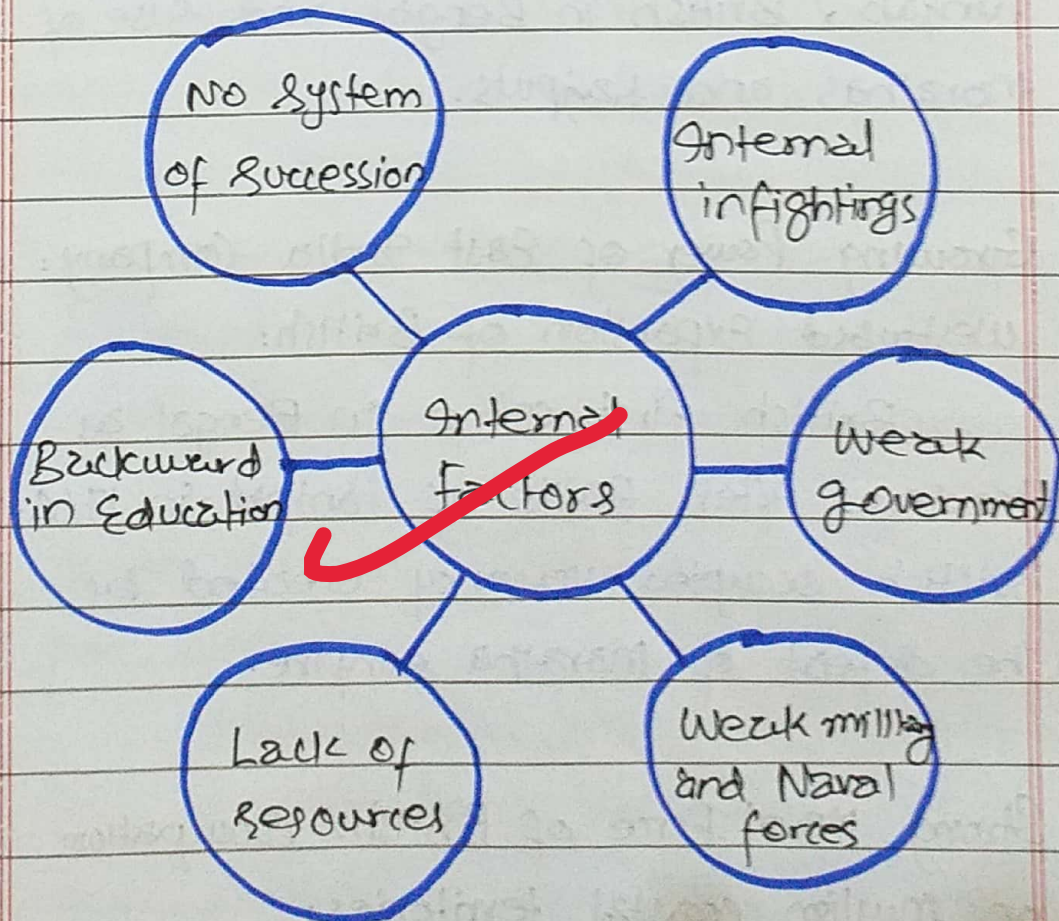 No System
of Succession
Internal
infightings
Internal
Factors
Backward
in Education
Weak
government
Lack of
Resources
Weak
and Naval
forces